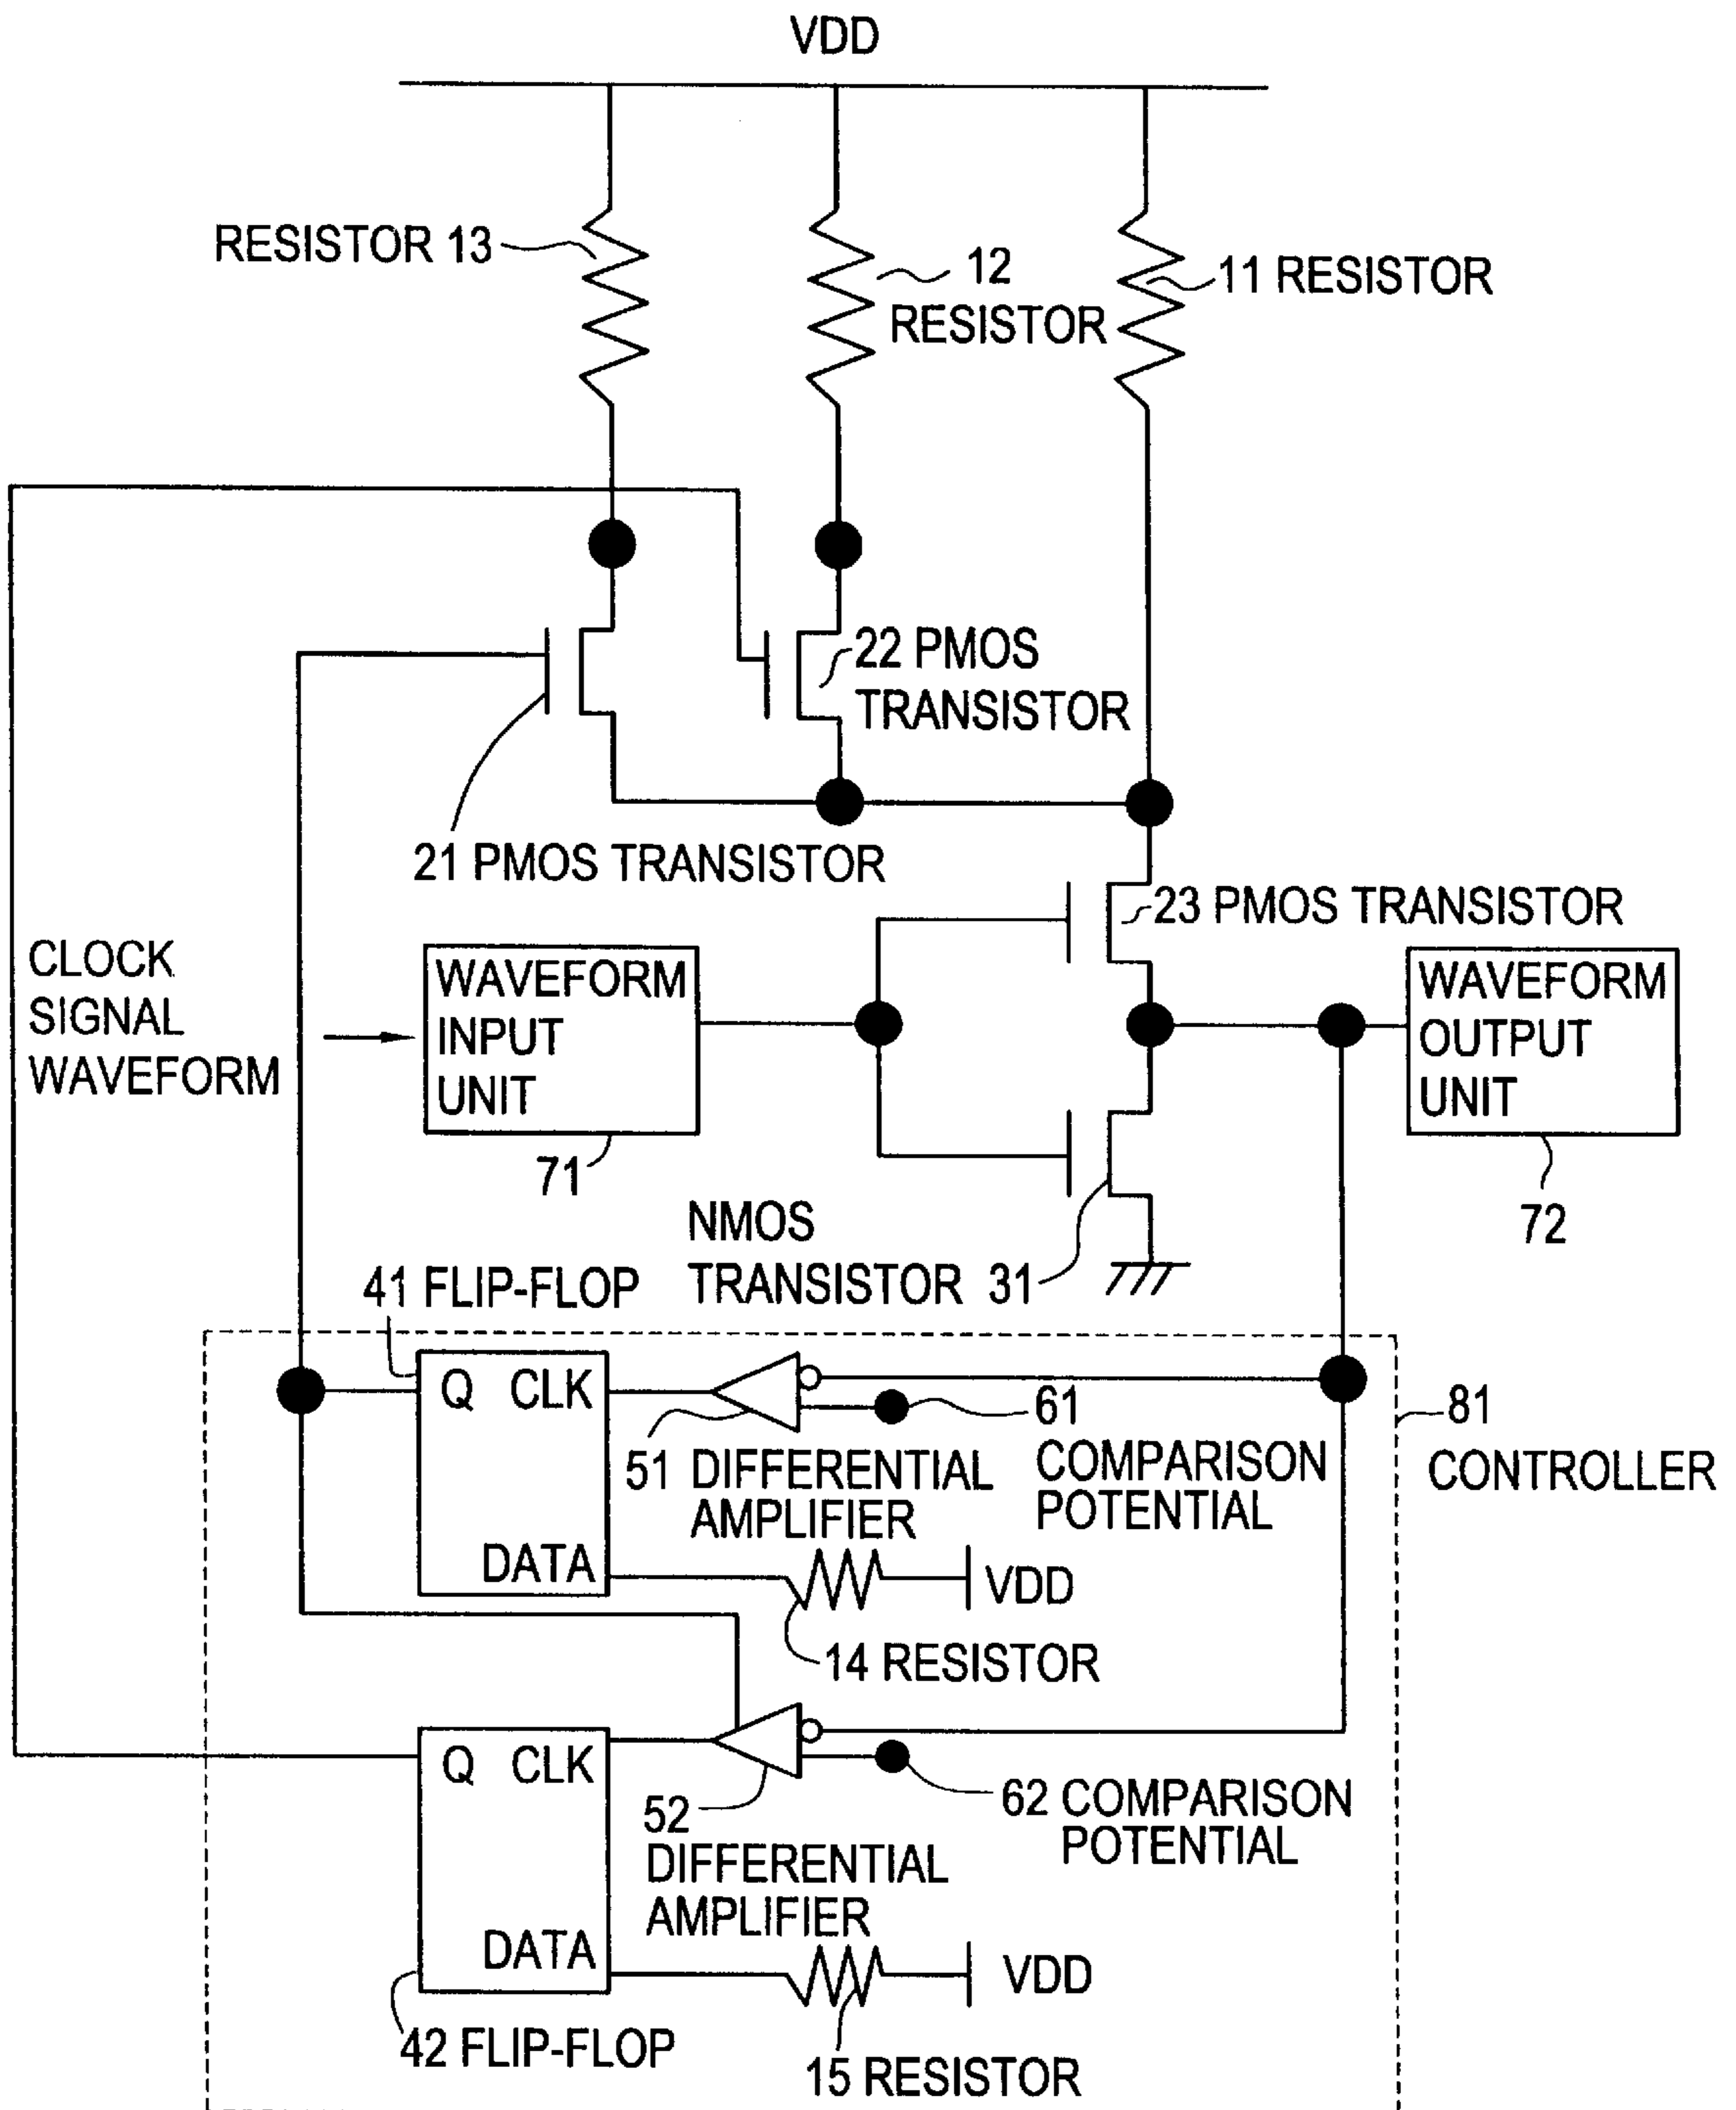 VDD
RESISTOR 13
12
RESISTOR
11 RESISTOR
22 PMOS
TRANSISTOR
21 PMOS TRANSISTOR
23 PMOS TRANSISTOR
CLOCK
SIGNAL
WAVEFORM
WAVEFORM
INPUT
UNIT
71
WAVEFORM
OUTPUT
UNIT
72
NMOS
TRANSISTOR 31
41 FLIP-FLOP
Q CLK
DATA
51 DIFFERENTIAL
AMPLIFIER
61
COMPARISON
POTENTIAL
81
CONTROLLER
VDD
14 RESISTOR
Q CLK
DATA
52
DIFFERENTIAL
AMPLIFIER
62 COMPARISON
POTENTIAL
VDD
42 FLIP-FLOP
15 RESISTOR